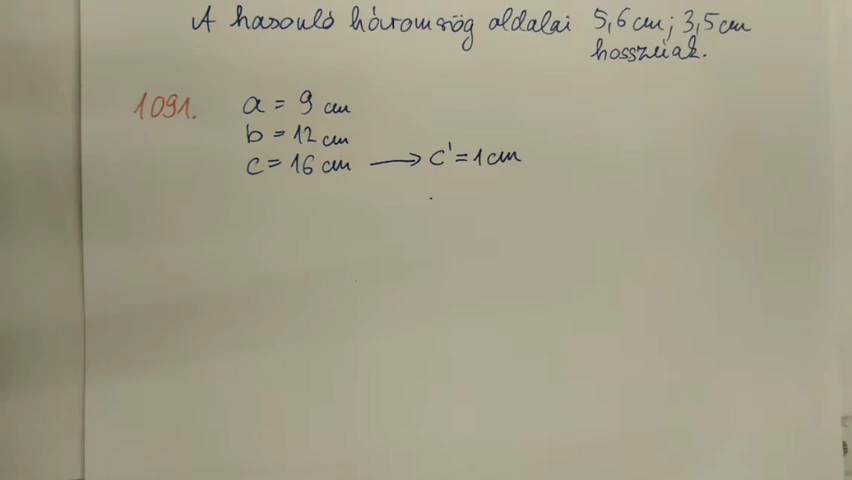 A hasonló háromszög oldalai 5,6 cm; 3,5 cm
hosszúak.
1091. a = 9 cm
b = 12 cm
c = 16 cm → c' = 1 cm